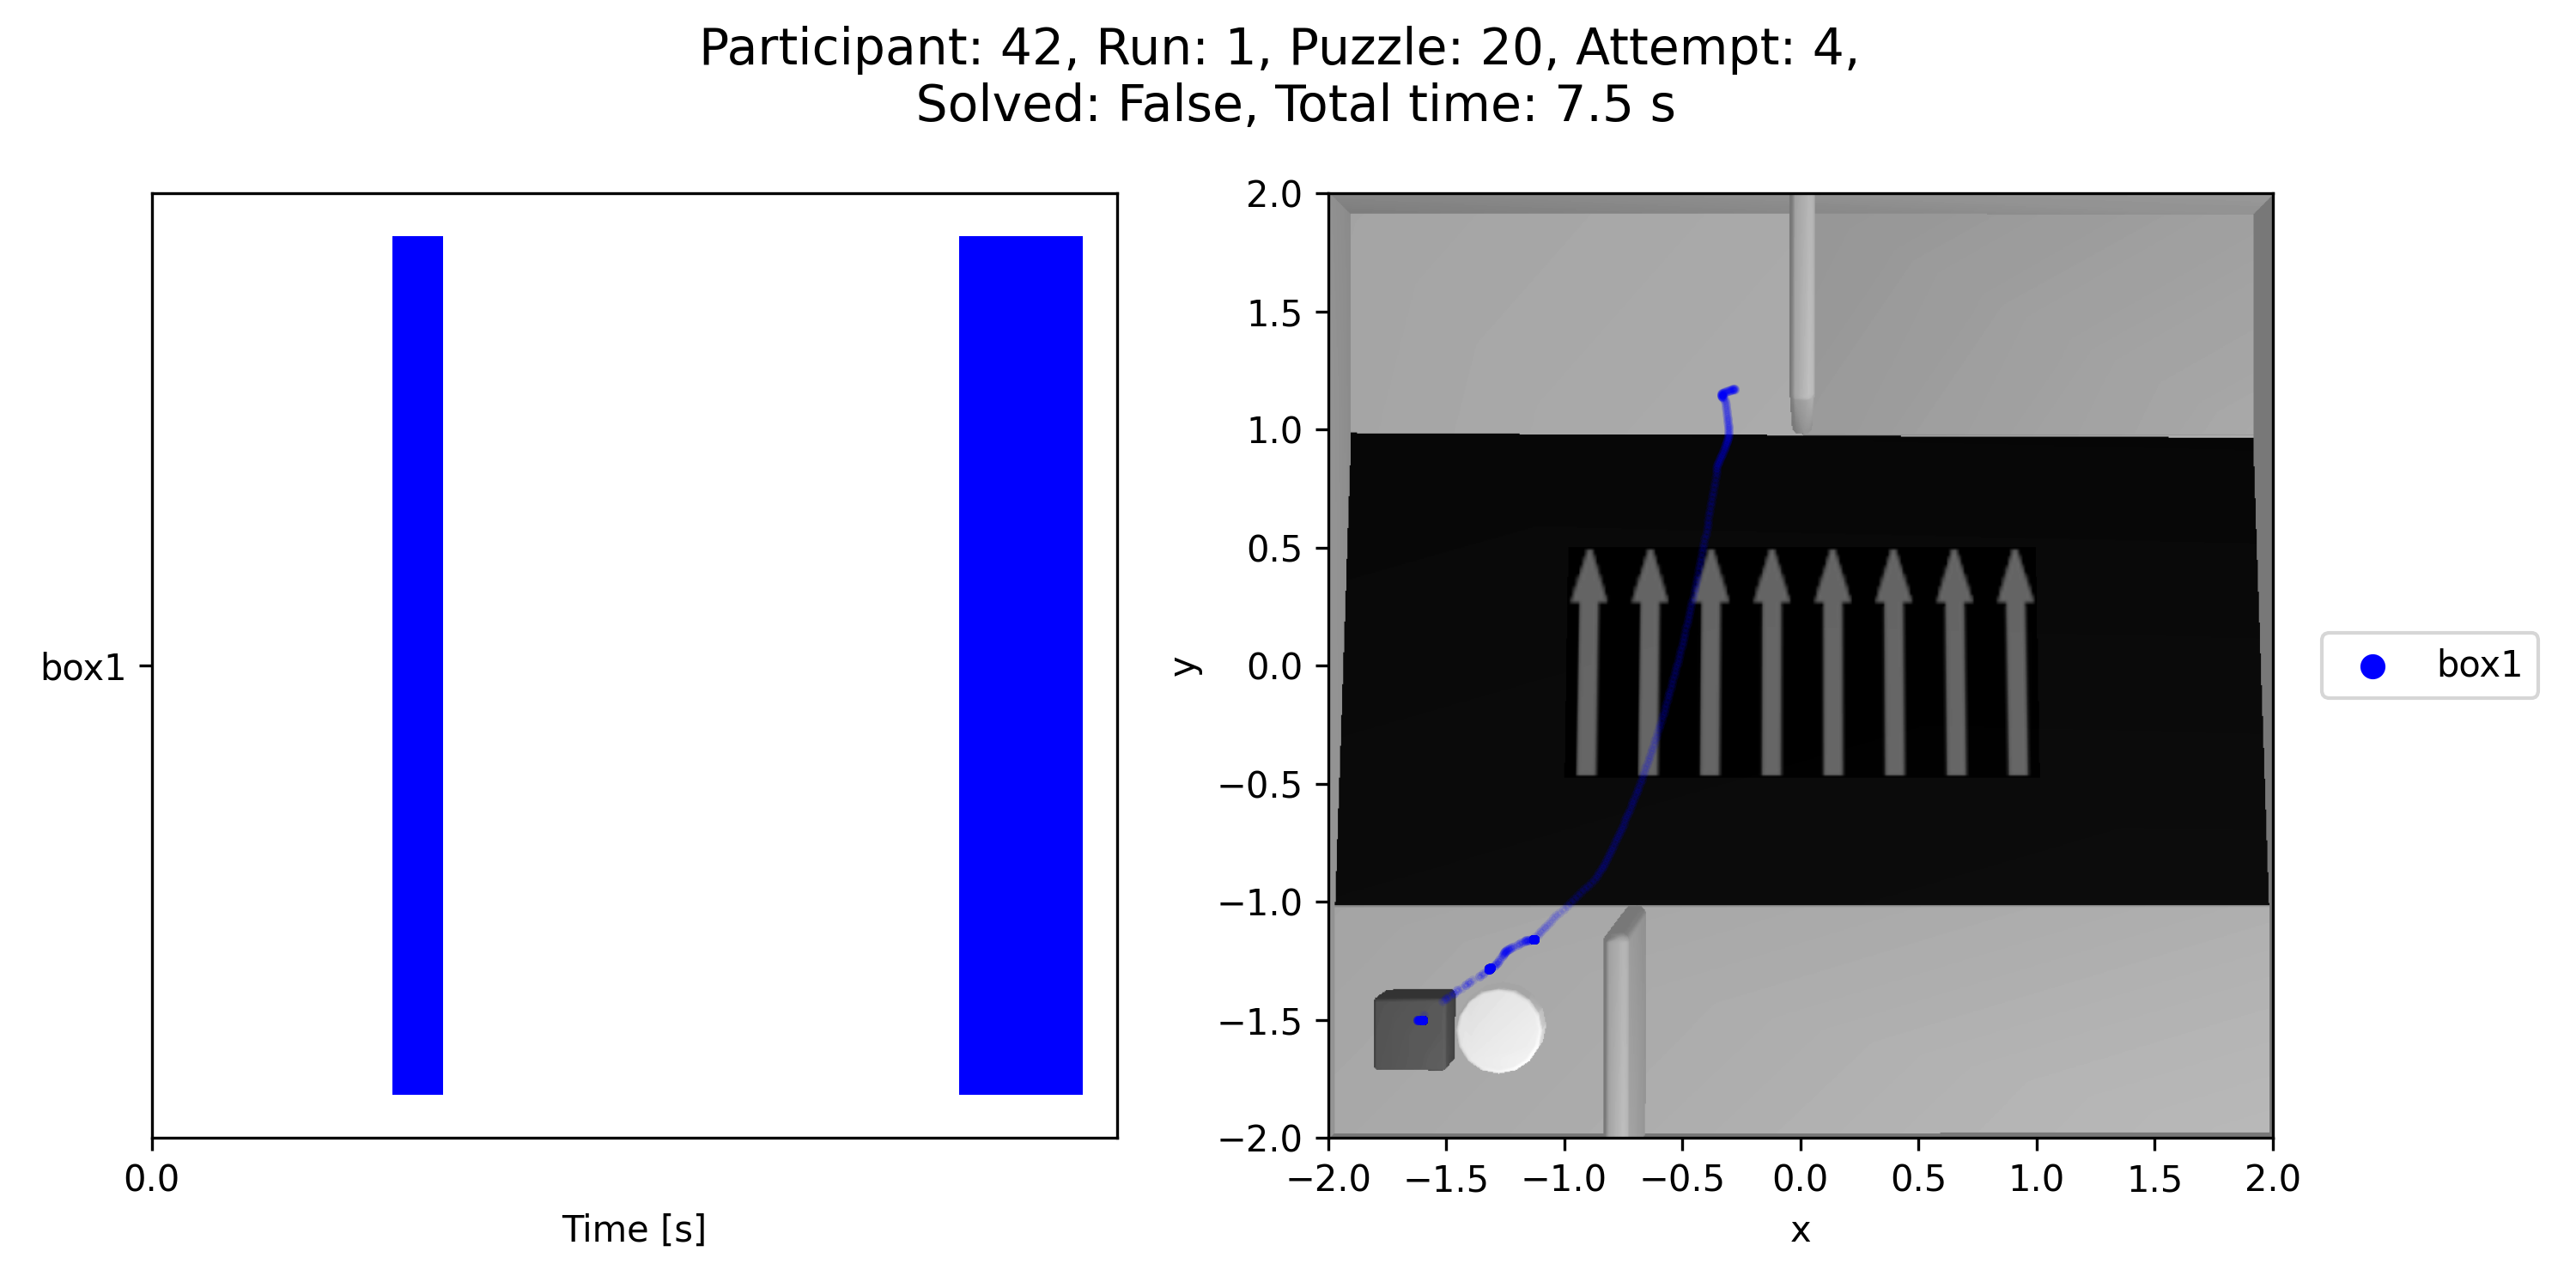 Participant: 42, Run: 1, Puzzle: 20, Attempt: 4,
Solved: False, Total time: 7.5 s
box1
0.0
Time [s]
2.0
1.5
1.0
0.5
0.0
−0.5
−1.0
−1.5
−2.0
y
−2.0 −1.5 −1.0 −0.5 0.0 0.5 1.0 1.5 2.0
x
box1